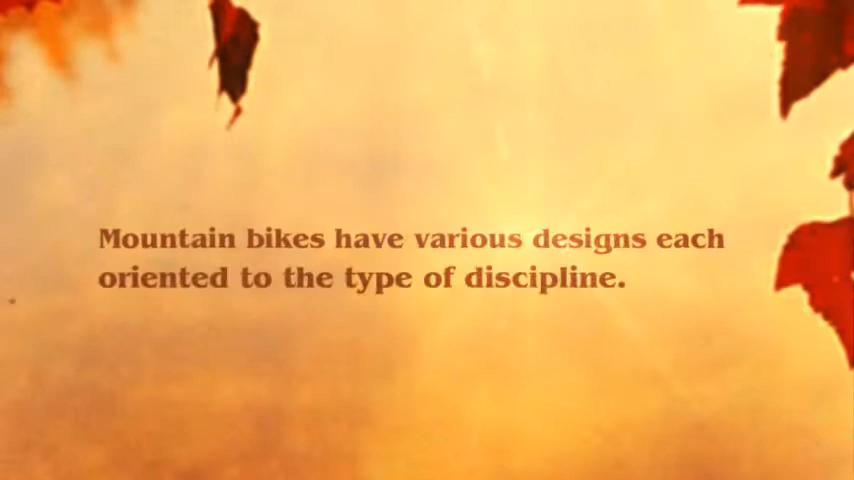 Mountain bikes have various designs each
oriented to the type of discipline.